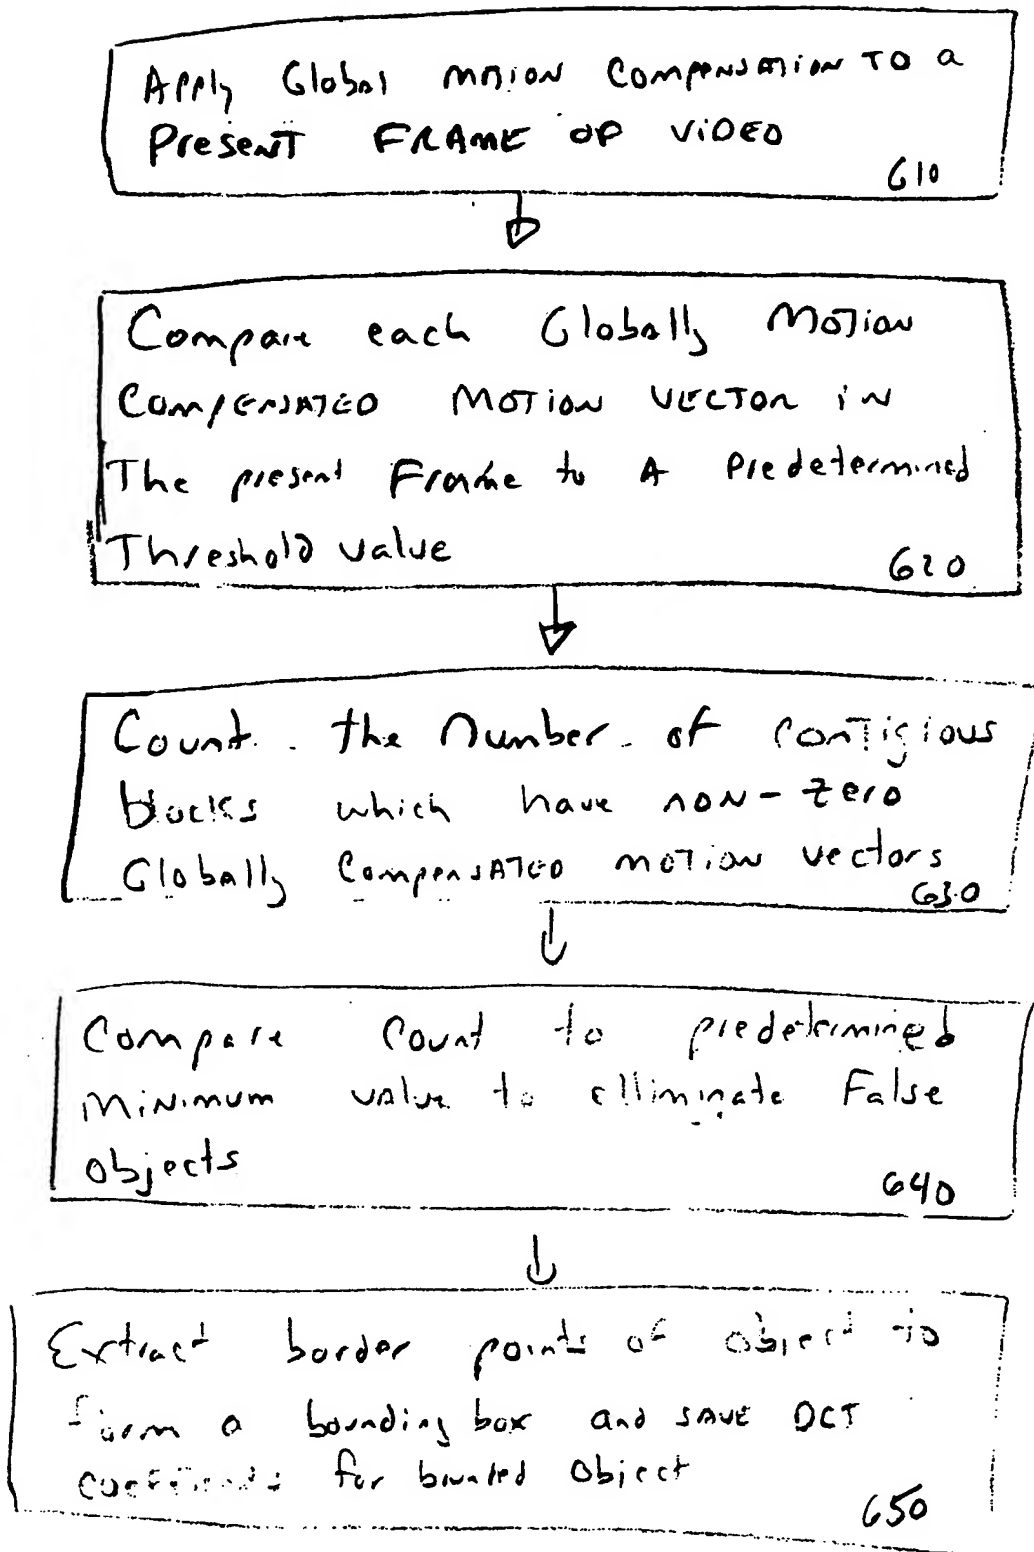 Apply Global Motion Compensation to a
Present Frame of Video
610
Compare each Globally Motion
Compensated Motion Vector in
The present Frame to A Predetermined
Threshold value
620
Count the Number of contigious
blocks which have non-zero
Globally Compensated motion vectors
630
Compare Count to predetermined
Minimum value to elliminate False
objects
640
Extract border points of object to
form a bounding box and save DCT
coefficients for bounded Object
650